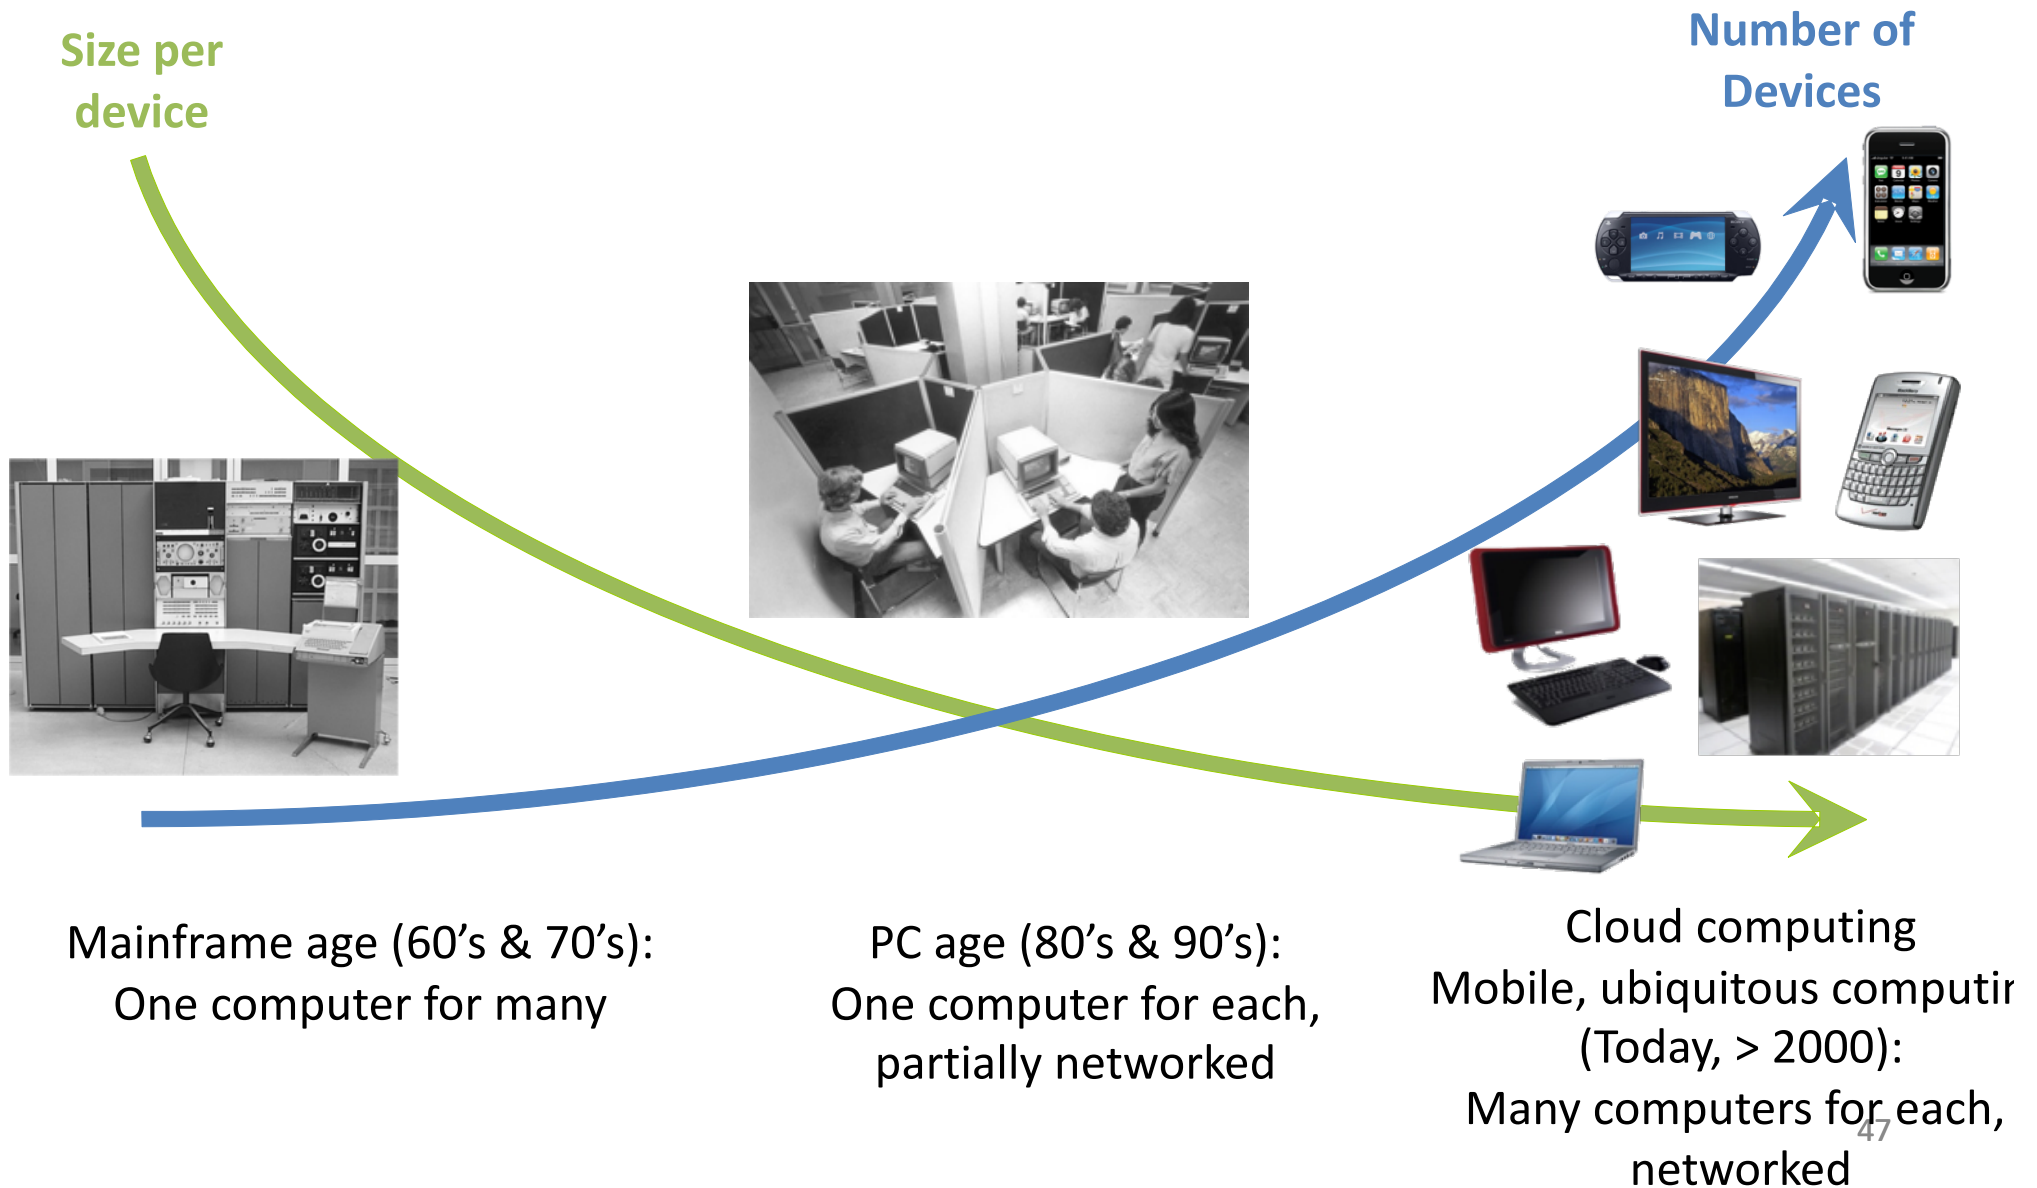 Size per
device
Number of
Devices
Mainframe age (60’s & 70’s):
One computer for many
PC age (80’s & 90’s):
One computer for each,
partially networked
Cloud computing
Mobile, ubiquitous computin
(Today, > 2000):
Many computers for each,
networked
47